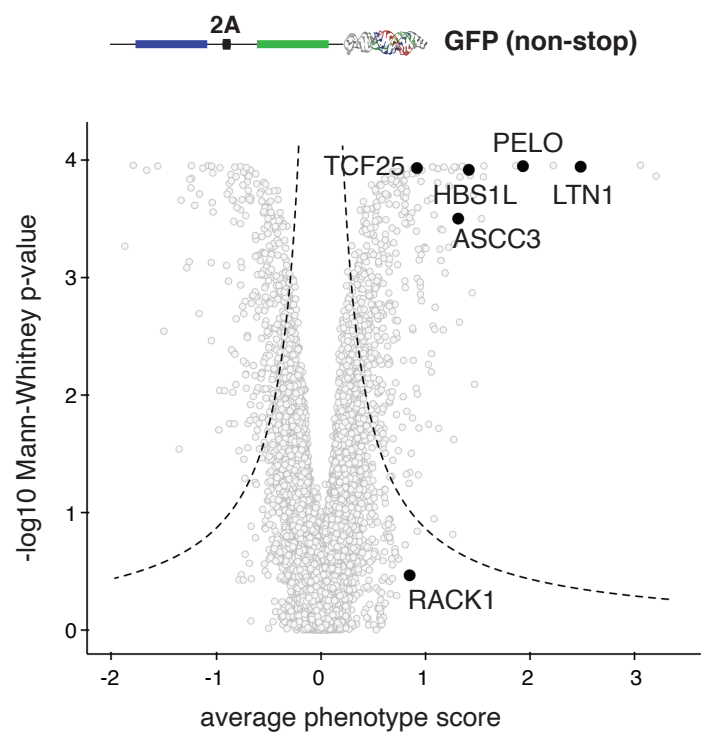 2A
GFP (non-stop)
-log10 Mann-Whitney p-value
4
3
2
1
0
PELO
TCF25
HBS1L
LTN1
ASCC3
RACK1
-2
-1
0
1
2
3
average phenotype score